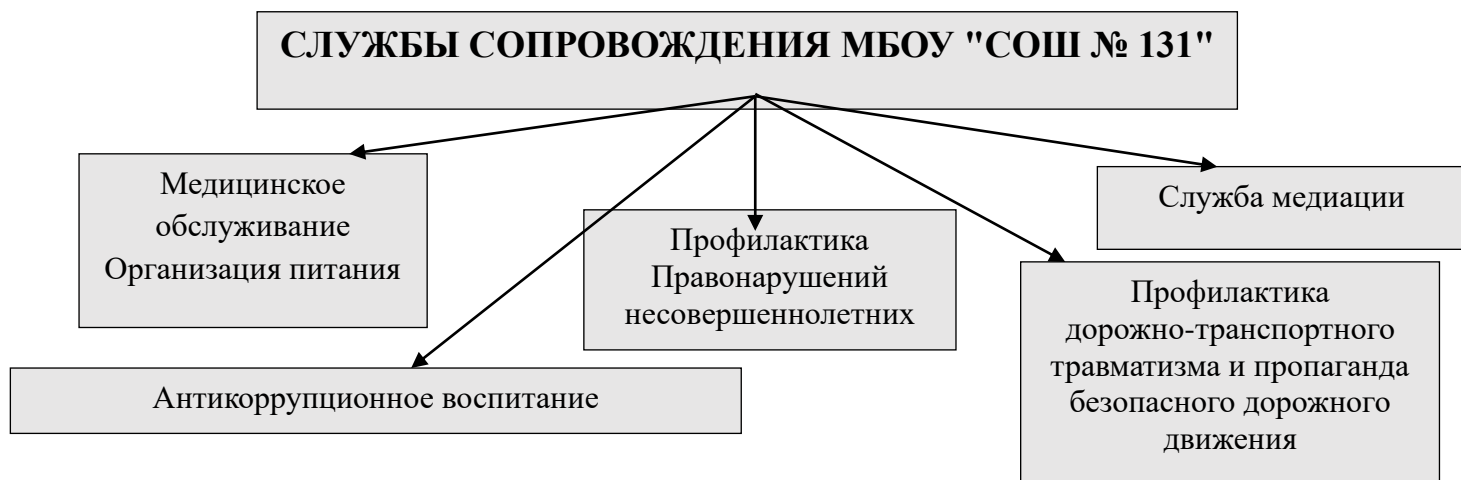 СЛУЖБЫ СОПРОВОЖДЕНИЯ МБОУ "СОШ № 131"
Медицинское
обслуживание
Организация питания
Антикоррупционное воспитание
Профилактика
Правонарушений
несовершеннолетних
Служба медиации
Профилактика
дорожно-транспортного
травматизма и пропаганда
безопасного дорожного
движения